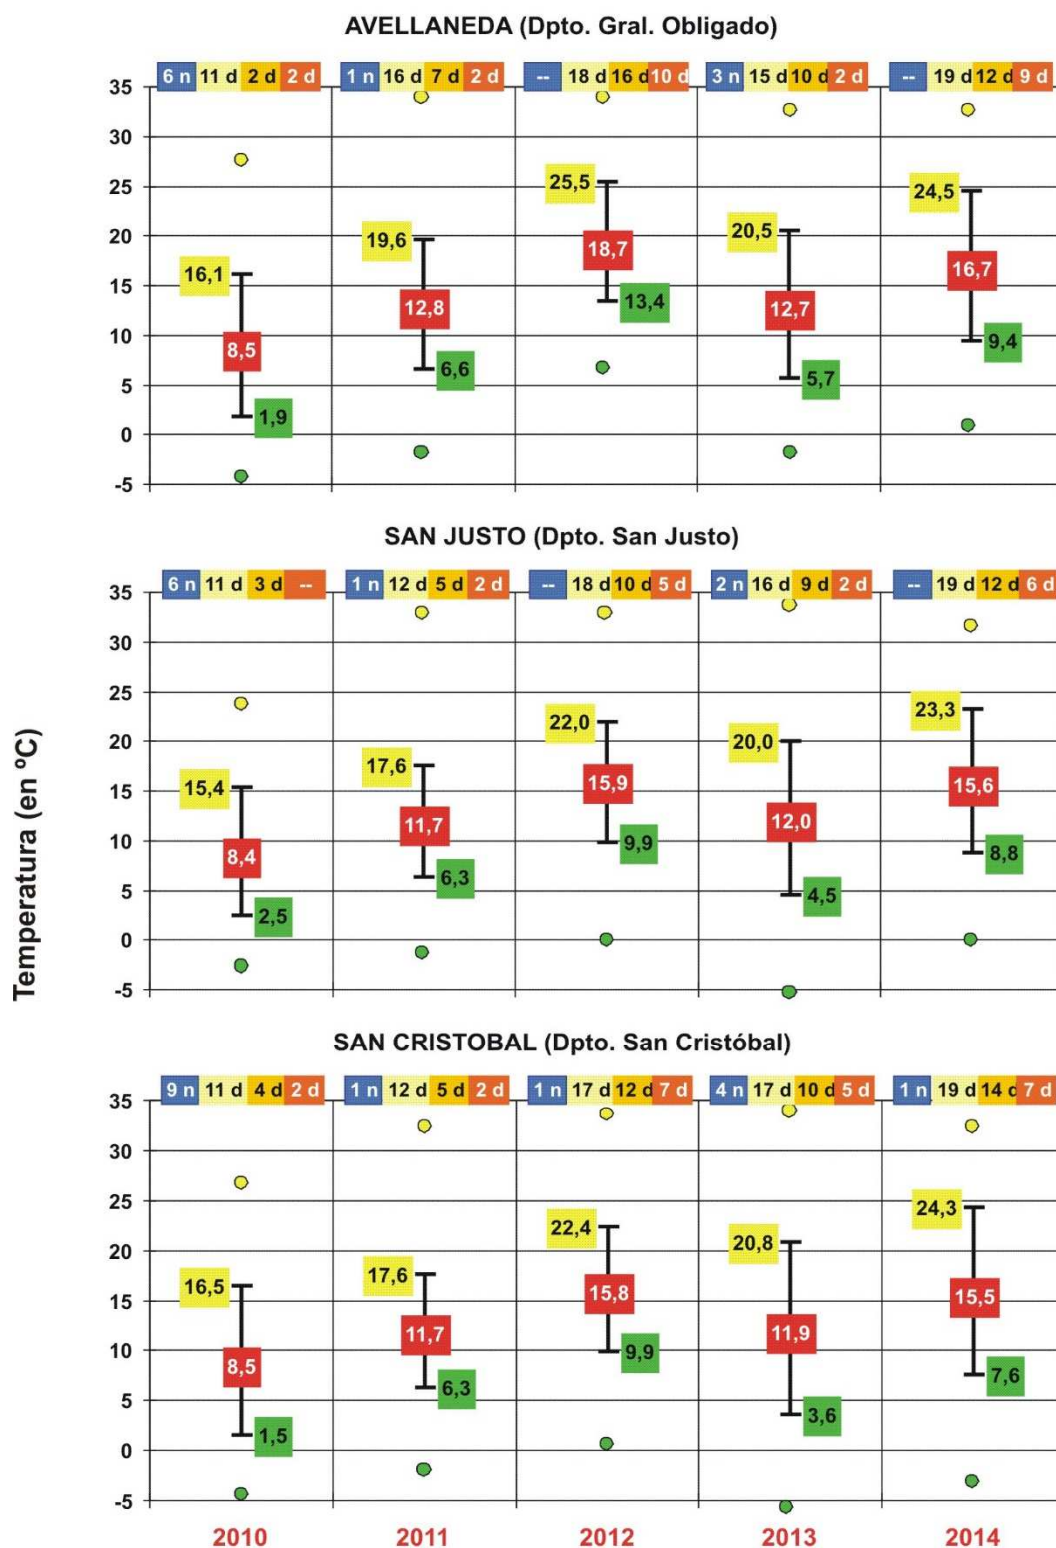 AVELLANEDA (Dpto. Gral. Obligado)
6 n 11 d 2 d 2 d 1 n 16 d 7 d 2 d -- 18 d 16 d 10 d 3 n 15 d 10 d 2 d -- 19 d 12 d 9 d
35
30
25
20
15
10
5
0
-5
16,1 8,5 1,9
19,6 12,8 6,6
25,5 18,7 13,4
20,5 12,7 5,7
24,5 16,7 9,4
SAN JUSTO (Dpto. San Justo)
6 n 11 d 3 d -- 1 n 12 d 5 d 2 d -- 18 d 10 d 5 d 2 n 16 d 9 d 2 d -- 19 d 12 d 6 d
35
30
25
20
15
10
5
0
-5
15,4 8,4 2,5
17,6 11,7 6,3
22,0 15,9 9,9
20,0 12,0 4,5
23,3 15,6 8,8
Temperatura (en ºC)
SAN CRISTOBAL (Dpto. San Cristóbal)
9 n 11 d 4 d 2 d 1 n 12 d 5 d 2 d 1 n 17 d 12 d 7 d 4 n 17 d 10 d 5 d 1 n 19 d 14 d 7 d
35
30
25
20
15
10
5
0
-5
16,5 8,5 1,5
17,6 11,7 6,3
22,4 15,8 9,9
20,8 11,9 3,6
24,3 15,5 7,6
2010 2011 2012 2013 2014